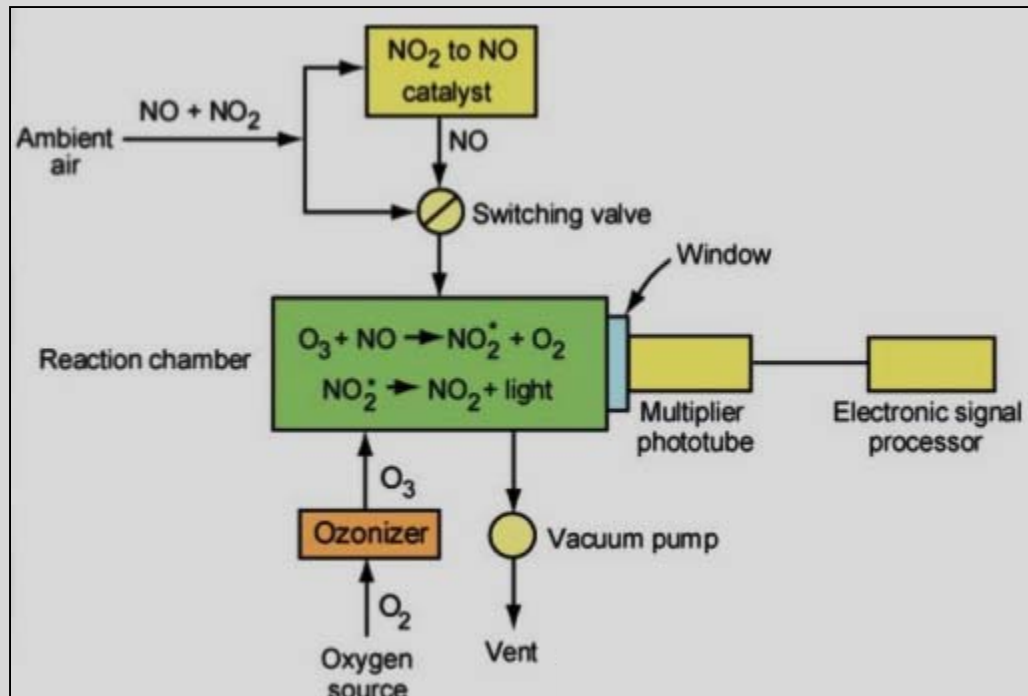 NO2 to NO
catalyst
NO + NO2
Ambient
air
NO
Switching valve
Window
Reaction chamber
O3 + NO → NO2* + O2
NO2* → NO2 + light
Multiplier
phototube
Electronic signal
processor
O3
Ozonizer
Vacuum pump
O2
Oxygen
source
Vent